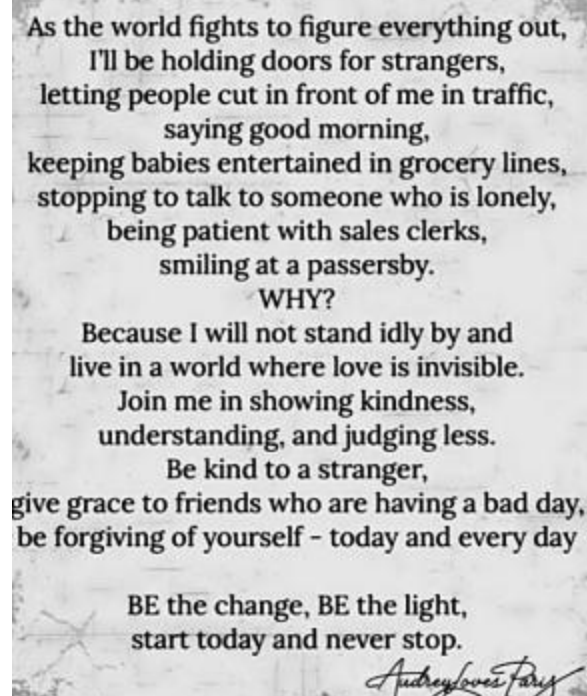 As the world fights to figure everything out,
I'll be holding doors for strangers,
letting people cut in front of me in traffic,
saying good morning,
keeping babies entertained in grocery lines,
stopping to talk to someone who is lonely,
being patient with sales clerks,
smiling at a passersby.
WHY?
Because I will not stand idly by and
live in a world where love is invisible.
Join me in showing kindness,
understanding, and judging less.
Be kind to a stranger,
give grace to friends who are having a bad day,
be forgiving of yourself - today and every day
BE the change, BE the light,
start today and never stop.
AudreyLovesParis